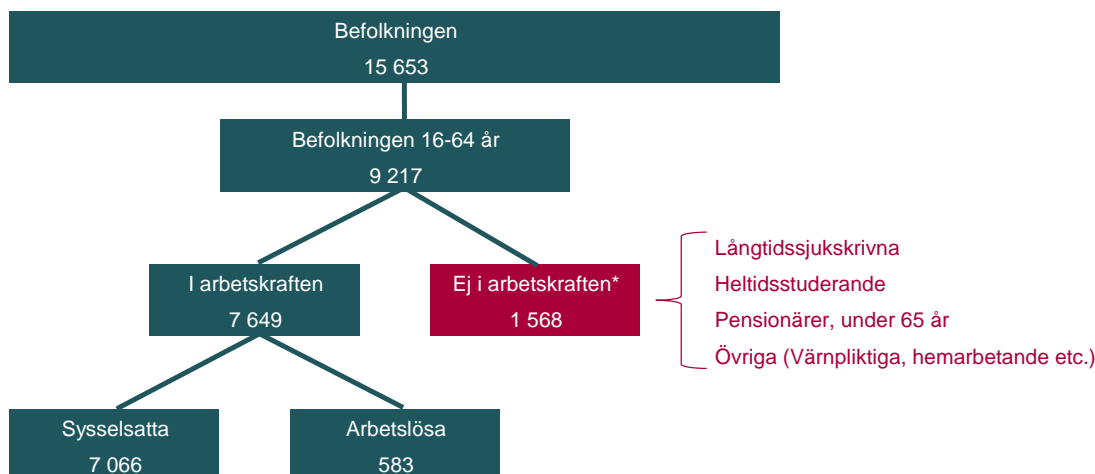 Befolkningen
15 653
Befolkningen 16-64 år
9 217
I arbetskraften
7 649
Ej i arbetskraften*
1 568
Långtidssjukskrivna
Heltidsstuderande
Pensionärer, under 65 år
Övriga (Värnpliktiga, hemarbetande etc.)
Sysselsatta
7 066
Arbetslösa
583